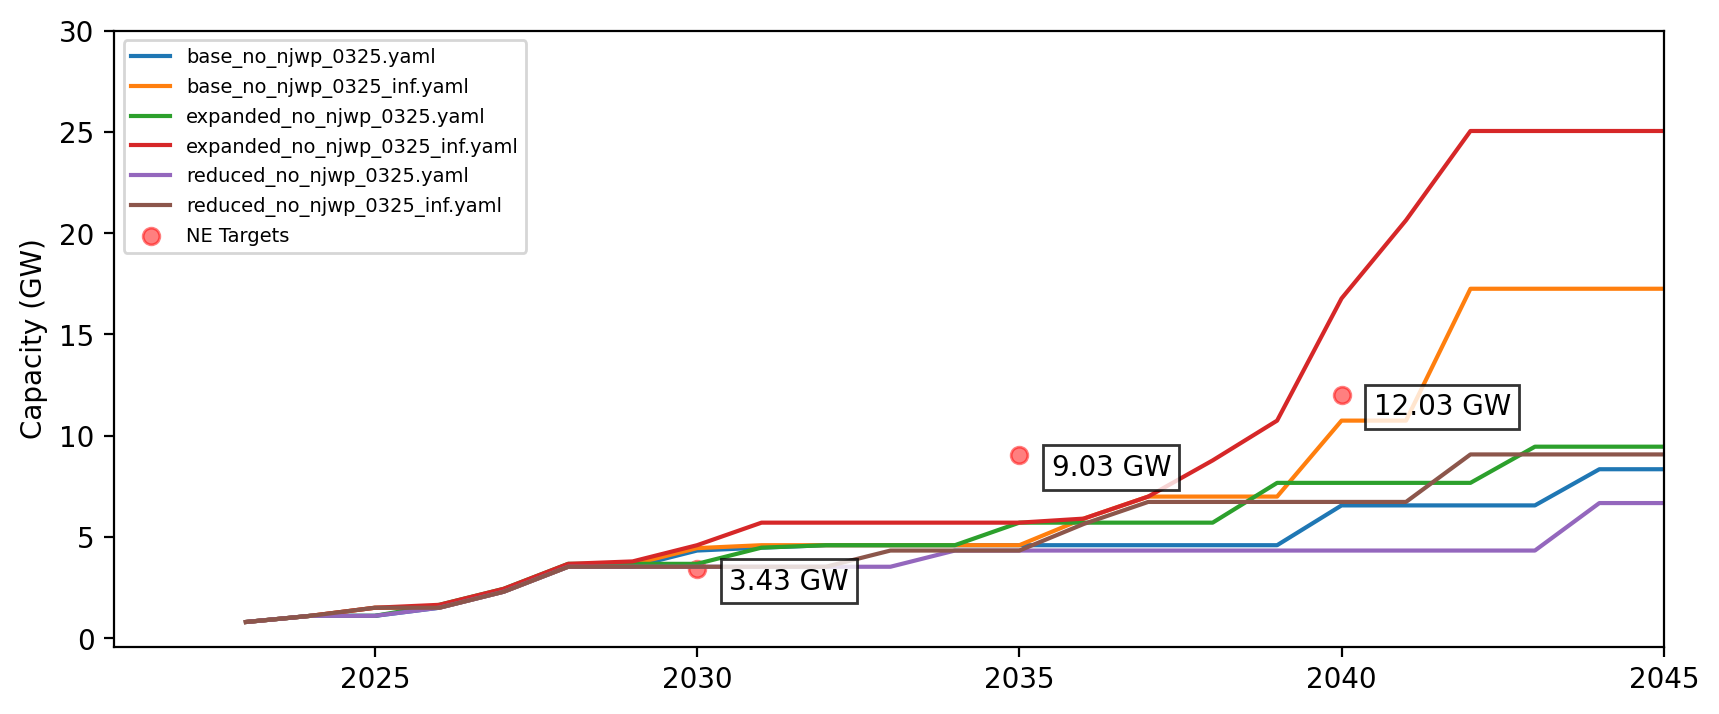 30
25
20
15
10
5
0
Capacity (GW)
base_no_njwp_0325.yaml
base_no_njwp_0325_inf.yaml
expanded_no_njwp_0325.yaml
expanded_no_njwp_0325_inf.yaml
reduced_no_njwp_0325.yaml
reduced_no_njwp_0325_inf.yaml
NE Targets
12.03 GW
9.03 GW
3.43 GW
2025
2030
2035
2040
2045